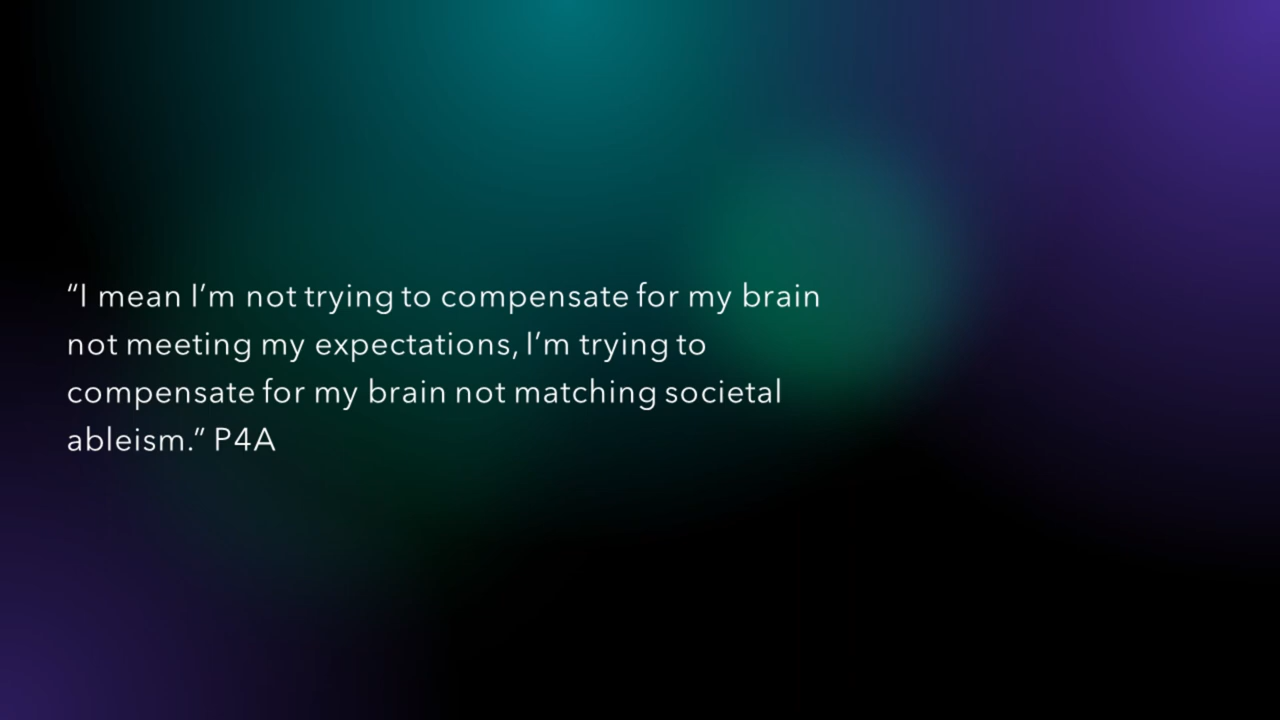 “I mean I’m not trying to compensate for my brain
not meeting my expectations, I’m trying to
compensate for my brain not matching societal
ableism.” P4A